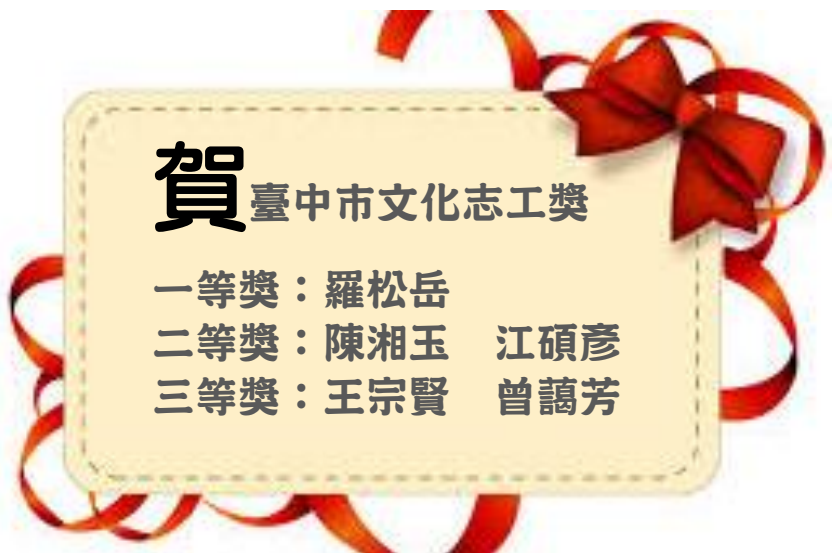 賀臺中市文化志工獎
一等獎：羅松岳
二等獎：陳湘玉　江碩彥
三等獎：王宗賢　曾藹芳